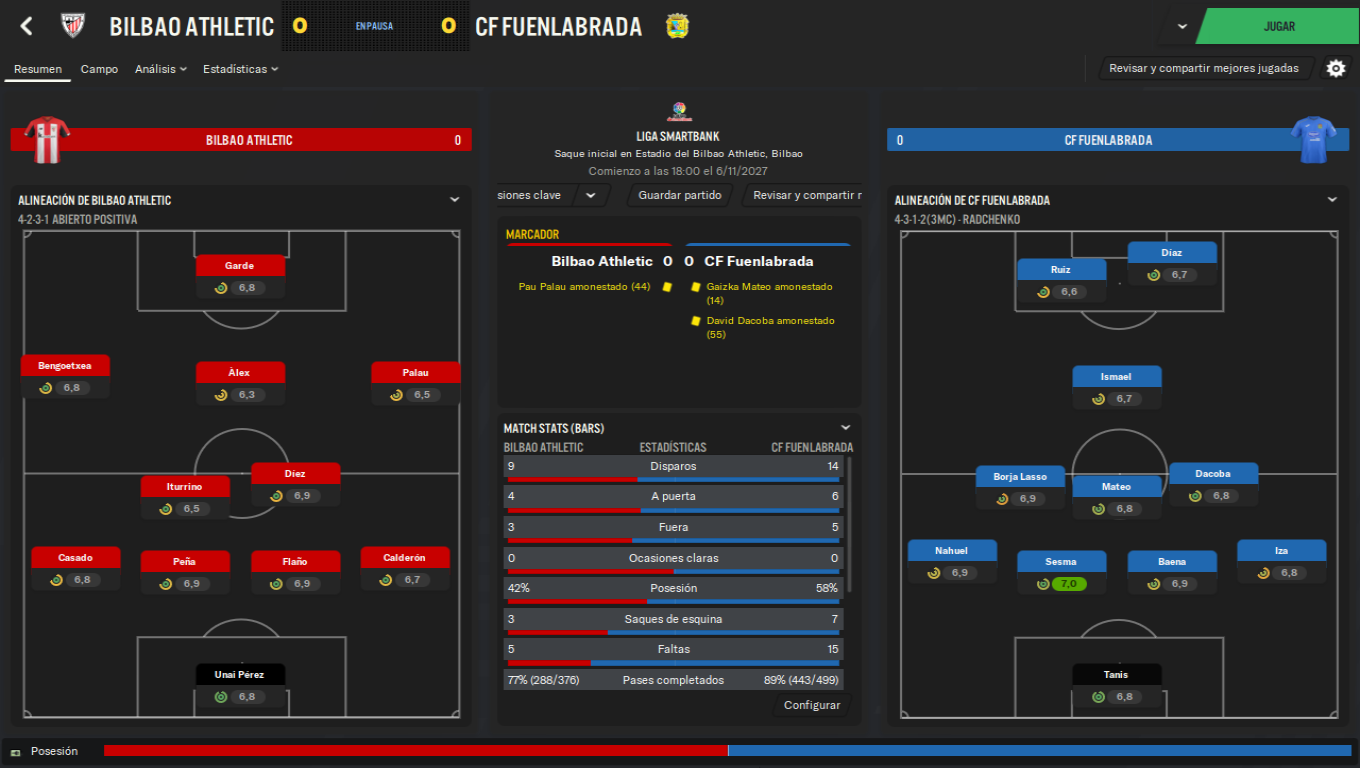 BILBAO ATHLETIC 0 EN PAUSA 0 CF FUENLABRADA
JUGAR
Resumen Campo Análisis Estadísticas
Revisar y compartir mejores jugadas
BILBAO ATHLETIC 0
ALINEACIÓN DE BILBAO ATHLETIC
4-2-3-1 ABIERTO POSITIVA
Garde
6,8
Bengoetxea
6,8
Àlex
6,3
Palau
6,5
Iturrino
6,5
Díez
6,9
Casado
6,8
Peña
6,9
Flaño
6,9
Calderón
6,7
Unai Pérez
6,8
LIGA SMARTBANK
Saque inicial en Estadio del Bilbao Athletic, Bilbao
Comienzo a las 18:00 el 6/11/2027
siones clave Guardar partido Revisar y compartir r
MARCADOR
Bilbao Athletic 0 0 CF Fuenlabrada
Pau Palau amonestado (44)
Gaizka Mateo amonestado
(14)
David Dacoba amonestado
(55)
MATCH STATS (BARS)
BILBAO ATHLETIC ESTADÍSTICAS CF FUENLABRADA
9 Disparos 14
4 A puerta 6
3 Fuera 5
0 Ocasiones claras 0
42% Posesión 58%
3 Saques de esquina 7
5 Faltas 15
77% (288/376) Pases completados 89% (443/499)
Configurar
0 CF FUENLABRADA
ALINEACIÓN DE CF FUENLABRADA
4-3-1-2(3MC) - RADCHENKO
Ruiz
6,6
Díaz
6,7
Ismael
6,7
Borja Lasso
6,9
Mateo
6,8
Dacoba
6,8
Nahuel
6,9
Sesma
7,0
Baena
6,9
Iza
6,8
Tanis
6,8
Posesión